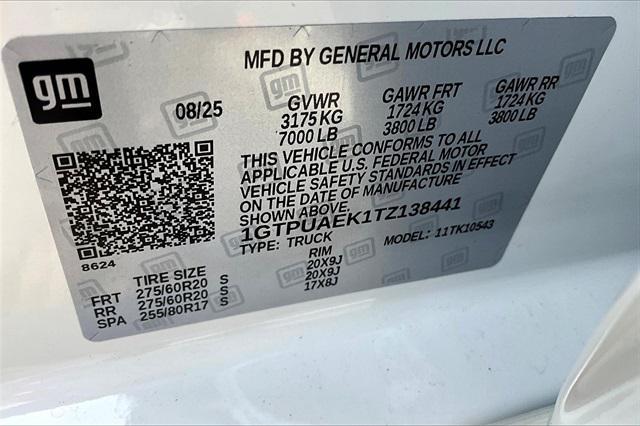 gm
MFD BY GENERAL MOTORS LLC
08/25
GVWR
3175 KG
7000 LB
GAWR FRT
1724 KG
3800 LB
GAWR RR
1724 KG
3800 LB
THIS VEHICLE CONFORMS TO ALL
APPLICABLE U.S. FEDERAL MOTOR
VEHICLE SAFETY STANDARDS IN EFFECT
ON THE DATE OF MANUFACTURE
SHOWN ABOVE.
1GTPUAEK1TZ138441
TYPE: TRUCK
MODEL: 11TK10543
8624
TIRE SIZE RIM
FRT 275/60R20 S 20X9J
RR 275/60R20 S 20X9J
SPA 255/80R17 S 17X8J